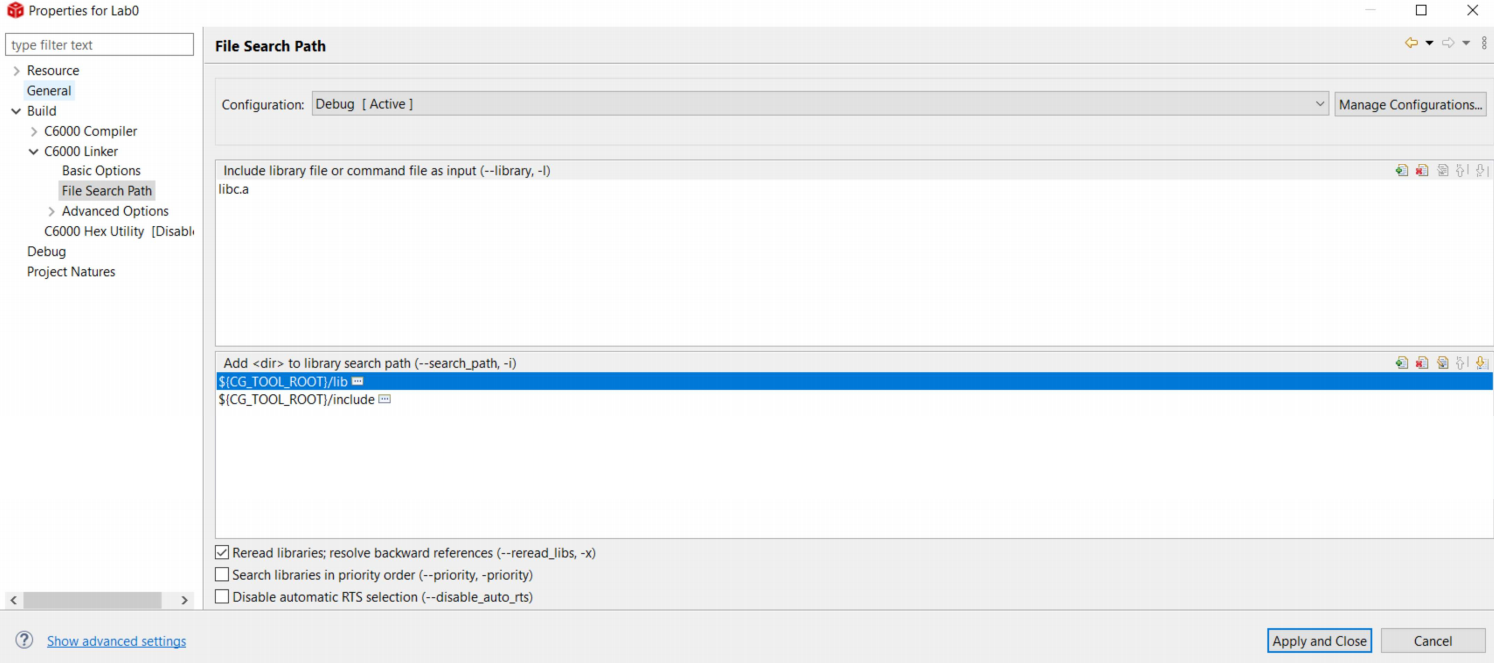 Properties for Lab0
type filter text
Resource
General
Build
C6000 Compiler
C6000 Linker
Basic Options
File Search Path
Advanced Options
C6000 Hex Utility [Disabl
Debug
Project Natures
File Search Path
Configuration: Debug [ Active ] Manage Configurations...
Include library file or command file as input (--library, -l)
libc.a
Add <dir> to library search path (--search_path, -i)
${CG_TOOL_ROOT}/lib
${CG_TOOL_ROOT}/include
Reread libraries; resolve backward references (--reread_libs, -x)
Search libraries in priority order (--priority, -priority)
Disable automatic RTS selection (--disable_auto_rts)
Show advanced settings
Apply and Close Cancel